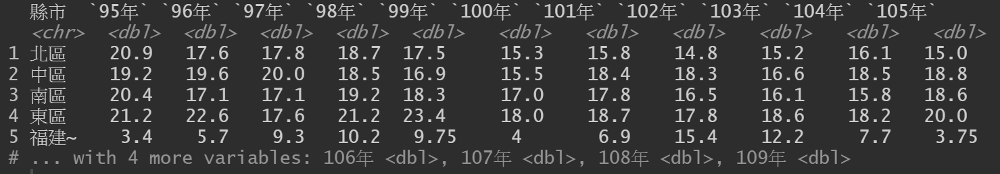 縣市 `95年` `96年` `97年` `98年` `99年` `100年` `101年` `102年` `103年` `104年` `105年`
<chr> <dbl> <dbl> <dbl> <dbl> <dbl> <dbl> <dbl> <dbl> <dbl> <dbl> <dbl>
1 北區 20.9 17.6 17.8 18.7 17.5 15.3 15.8 14.8 15.2 16.1 15.0
2 中區 19.2 19.6 20.0 18.5 16.9 15.5 18.4 18.3 16.6 18.5 18.8
3 南區 20.4 17.1 17.1 19.2 18.3 17.0 17.8 16.5 16.1 15.8 18.6
4 東區 21.2 22.6 17.6 21.2 23.4 18.0 18.7 17.8 18.6 18.2 20.0
5 福建~ 3.4 5.7 9.3 10.2 9.75 4 6.9 15.4 12.2 7.7 3.75
# ... with 4 more variables: 106年 <dbl>, 107年 <dbl>, 108年 <dbl>, 109年 <dbl>